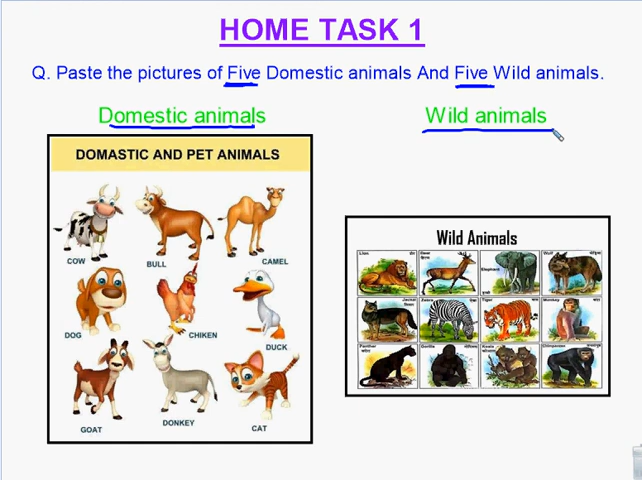 HOME TASK 1
Q. Paste the pictures of Five Domestic animals And Five Wild animals.
Domestic animals
Wild animals
DOMASTIC AND PET ANIMALS
COW
BULL
CAMEL
DOG
CHIKEN
DUCK
GOAT
DONKEY
CAT
Wild Animals
Lion
Deer
Elephant
Wolf
Jackal
Zebra
Tiger
Monkey
Panther
Gorilla
Koala
Chimpanzee